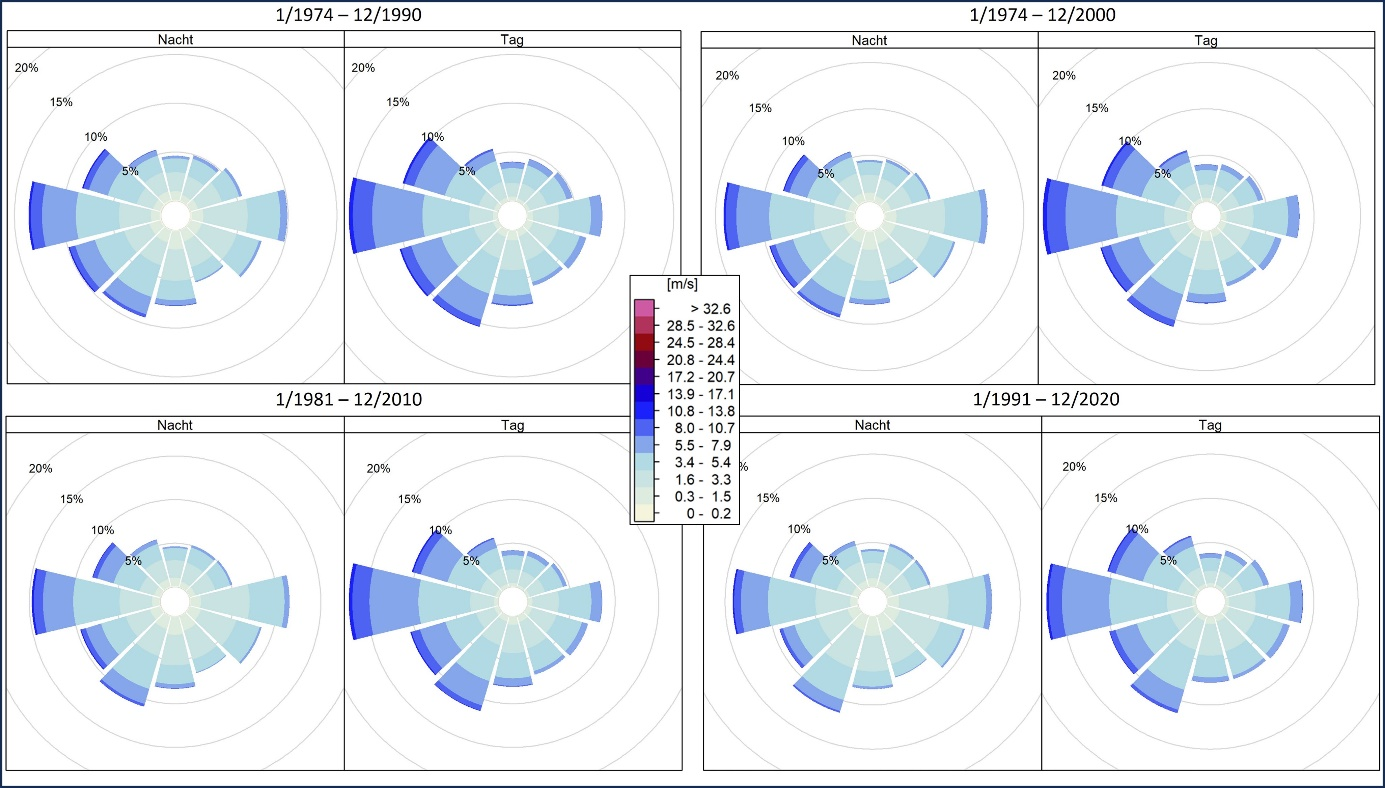 1/1974 – 12/1990
1/1974 – 12/2000
Nacht
Tag
Nacht
Tag
20%
15%
10%
5%
20%
15%
10%
5%
20%
15%
10%
5%
20%
15%
10%
5%
[m/s]
> 32.6
28.5 - 32.6
24.5 - 28.4
20.8 - 24.4
17.2 - 20.7
13.9 - 17.1
10.8 - 13.8
8.0 - 10.7
5.5 - 7.9
3.4 - 5.4
1.6 - 3.3
0.3 - 1.5
0 - 0.2
1/1981 – 12/2010
1/1991 – 12/2020
Nacht
Tag
Nacht
Tag
20%
15%
10%
5%
20%
15%
10%
5%
%
15%
10%
5%
20%
15%
10%
5%